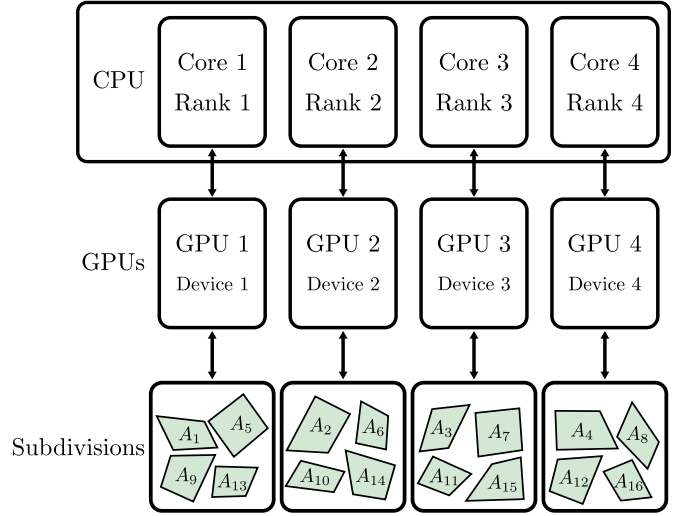 CPU
Core 1
Rank 1
Core 2
Rank 2
Core 3
Rank 3
Core 4
Rank 4
GPUs
GPU 1
Device 1
GPU 2
Device 2
GPU 3
Device 3
GPU 4
Device 4
Subdivisions
A₁
A₅
A₉
A₁₃
A₂
A₆
A₁₀
A₁₄
A₃
A₇
A₁₁
A₁₅
A₄
A₈
A₁₂
A₁₆